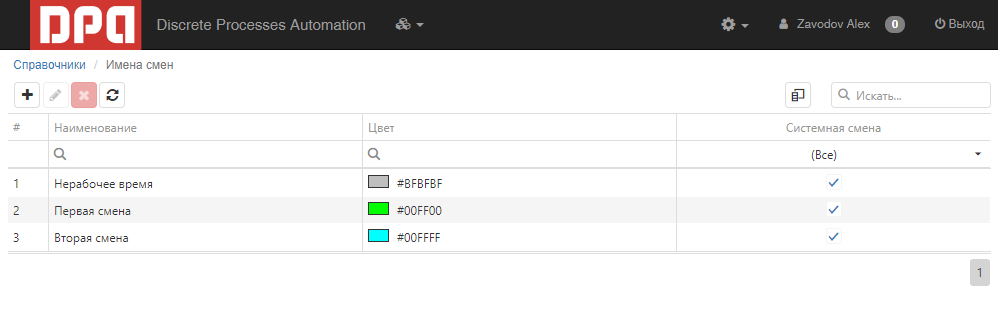 DPA Discrete Processes Automation Zavodov Alex 0 Выход
Справочники / Имена смен
Искать...
# Наименование Цвет Системная смена
(Все)
1 Нерабочее время #BFBFBF
2 Первая смена #00FF00
3 Вторая смена #00FFFF
1